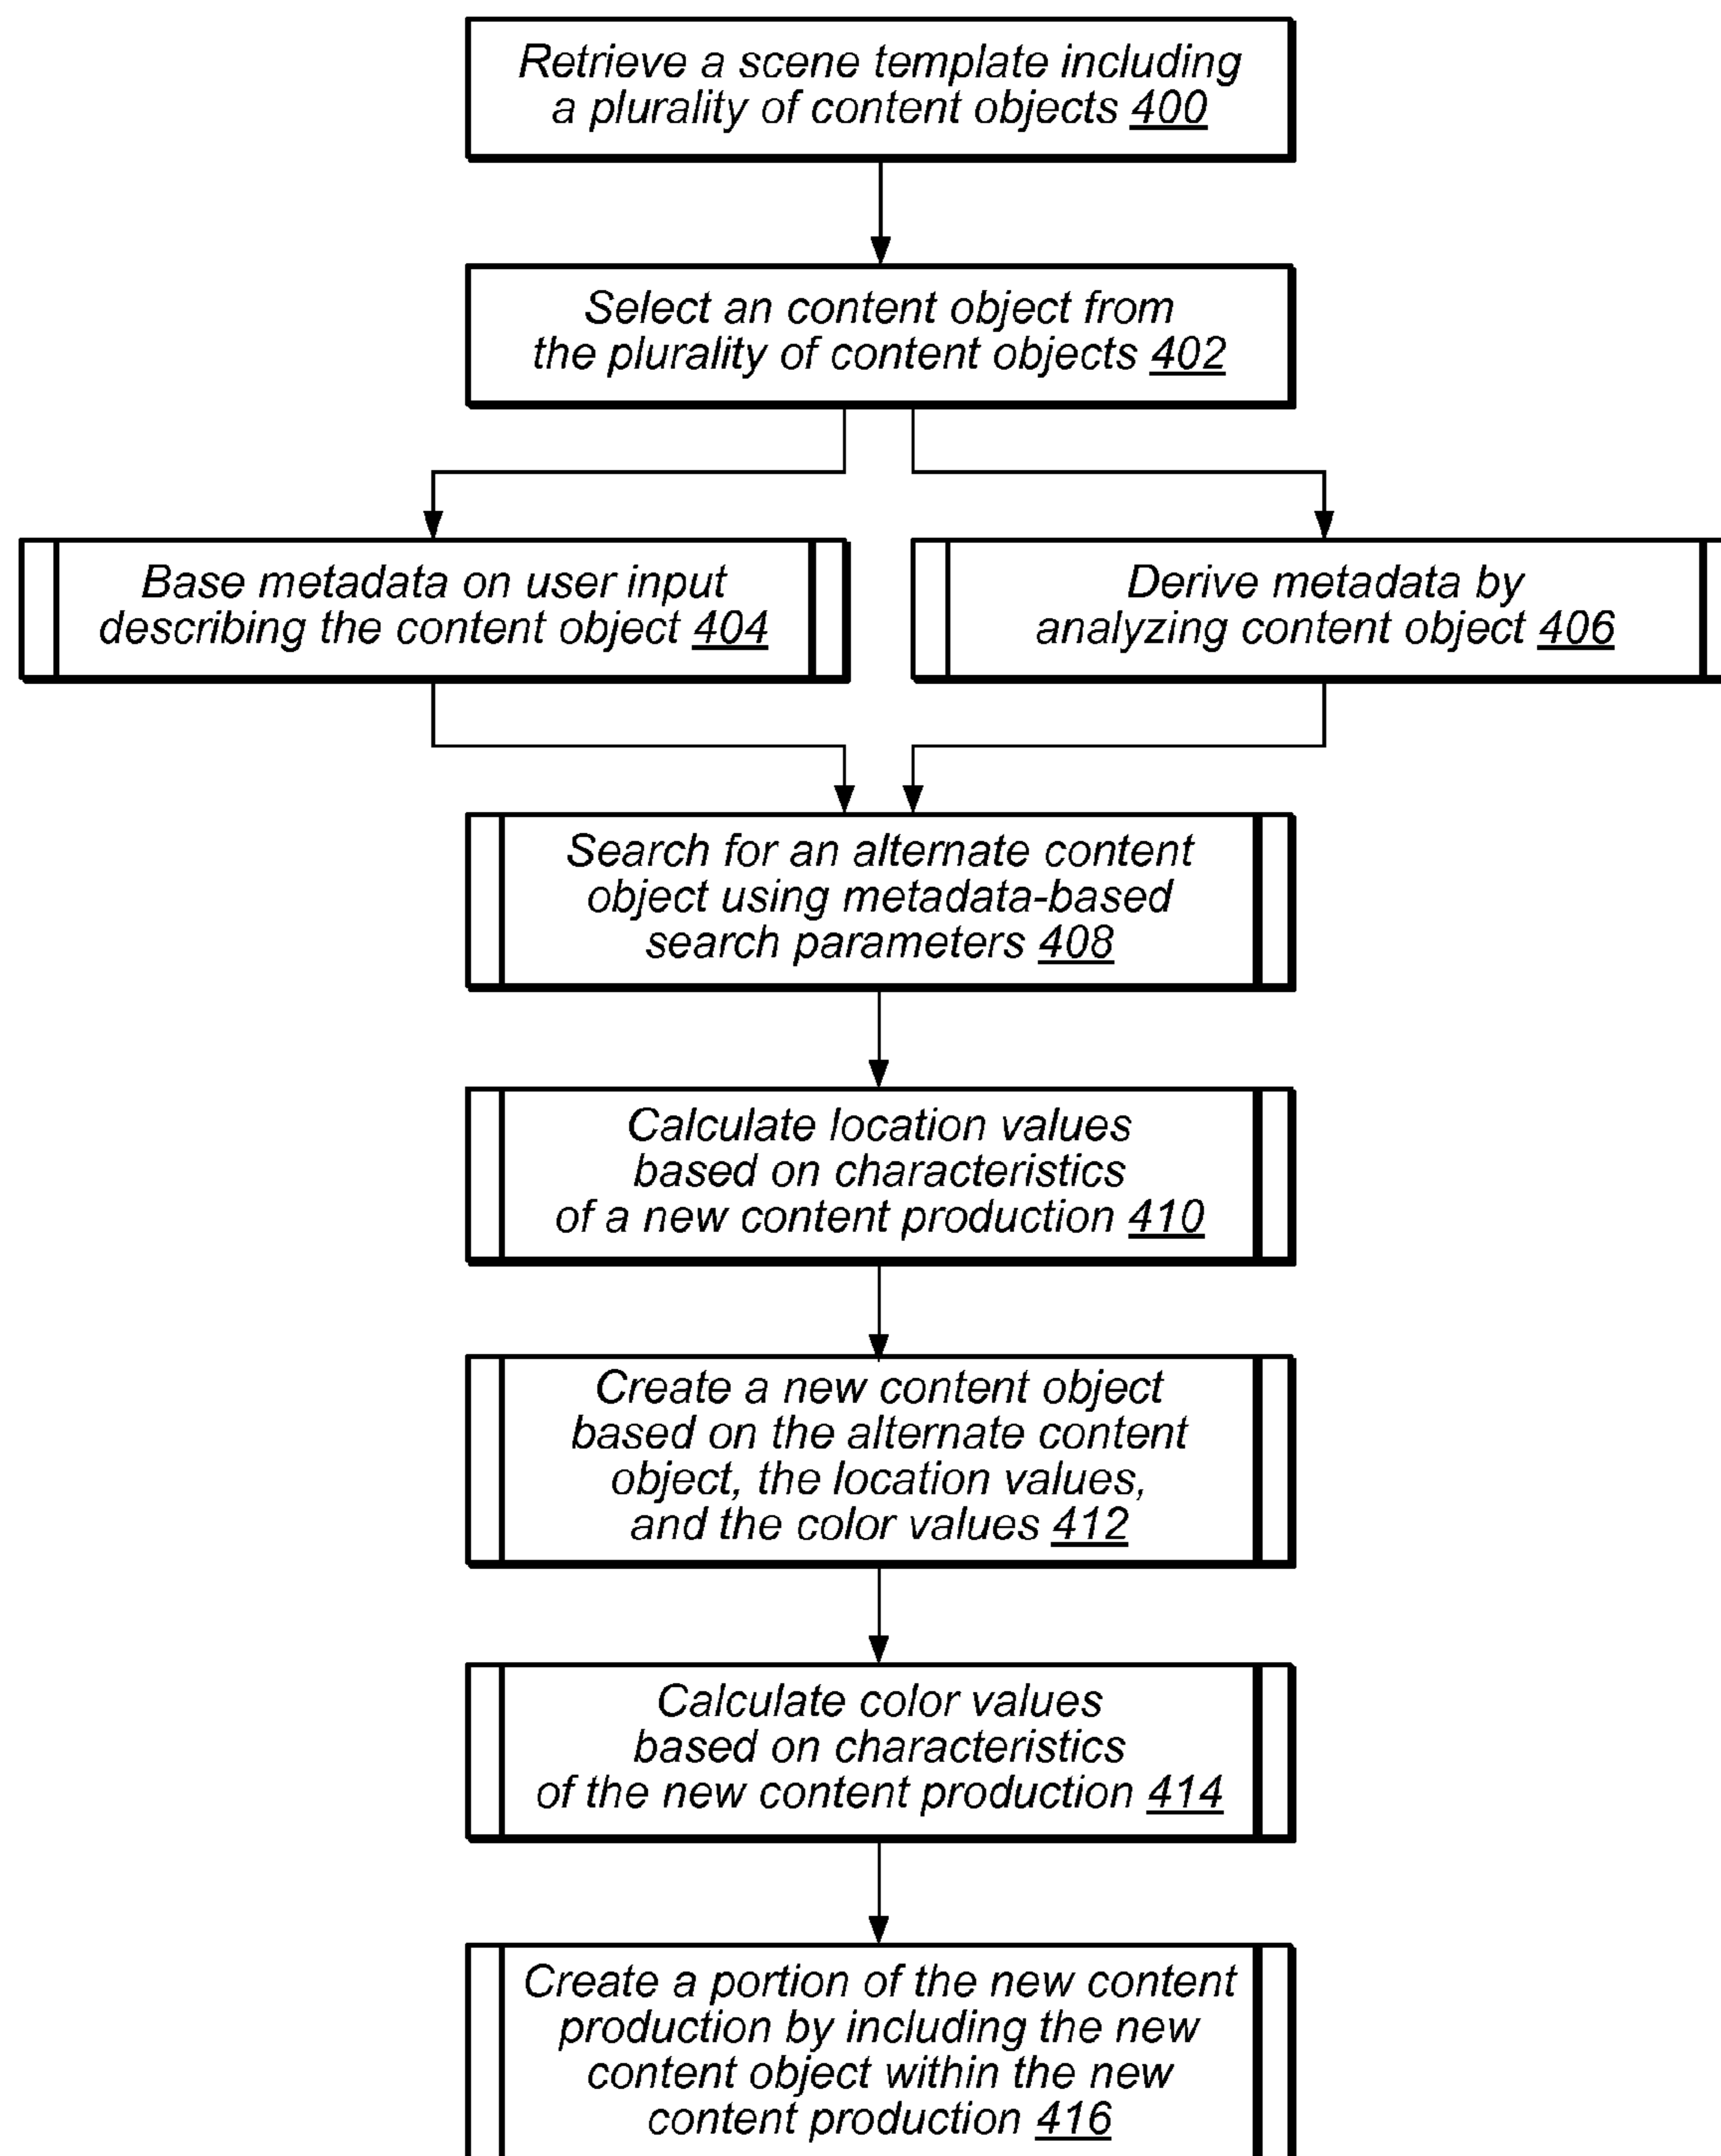 Retrieve a scene template including
a plurality of content objects 400
Select an content object from
the plurality of content objects 402
Base metadata on user input
describing the content object 404
Derive metadata by
analyzing content object 406
Search for an alternate content
object using metadata-based
search parameters 408
Calculate location values
based on characteristics
of a new content production 410
Create a new content object
based on the alternate content
object, the location values,
and the color values 412
Calculate color values
based on characteristics
of the new content production 414
Create a portion of the new content
production by including the new
content object within the new
content production 416